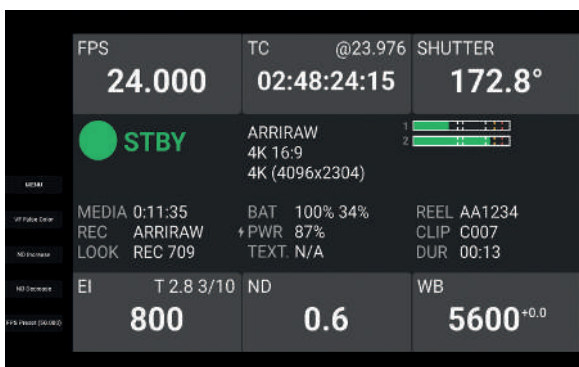 FPS
24.000
TC @23.976
02:48:24:15
SHUTTER
172.8°
STBY
ARRIRAW
4K 16:9
4K (4096x2304)
1
2
MENU
VF False Color
ND Increase
ND Decrease
FPS Preset (50.000)
MEDIA 0:11:35
REC ARRIRAW
LOOK REC 709
BAT 100% 34%
PWR 87%
TEXT. N/A
REEL AA1234
CLIP C007
DUR 00:13
EI T 2.8 3/10
800
ND
0.6
WB
5600+0.0